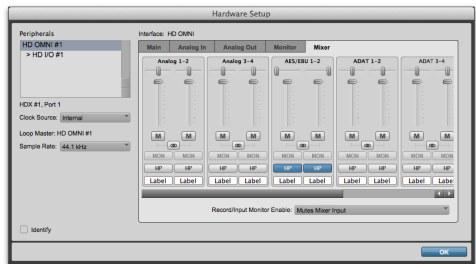 Hardware Setup
Peripherals
HD OMNI #1
> HD I/O #1
HDX #1, Port 1
Clock Source: Internal
Loop Master: HD OMNI #1
Sample Rate: 44.1 kHz
Identify
Interface: HD OMNI
Main Analog In Analog Out Monitor Mixer
Analog 1-2 Analog 3-4 AES/EBU 1-2 ADAT 1-2 ADAT 3-4
M M M M M M M M M
MON MON MON MON MON MON MON MON MON
HP HP HP HP HP HP HP HP HP
Label Label Label Label Label Label Label Label Label Labe
Record/Input Monitor Enable: Mutes Mixer Input
OK